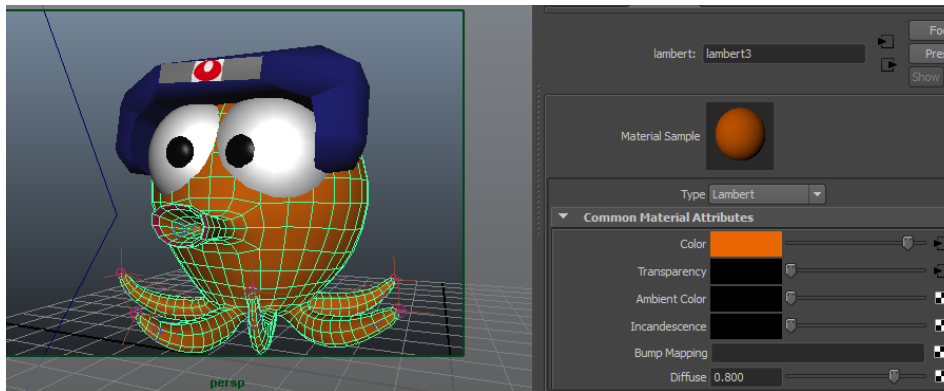 persp
lambert: lambert3
Material Sample
Type Lambert
Common Material Attributes
Color
Transparency
Ambient Color
Incandescence
Bump Mapping
Diffuse 0.800
Show